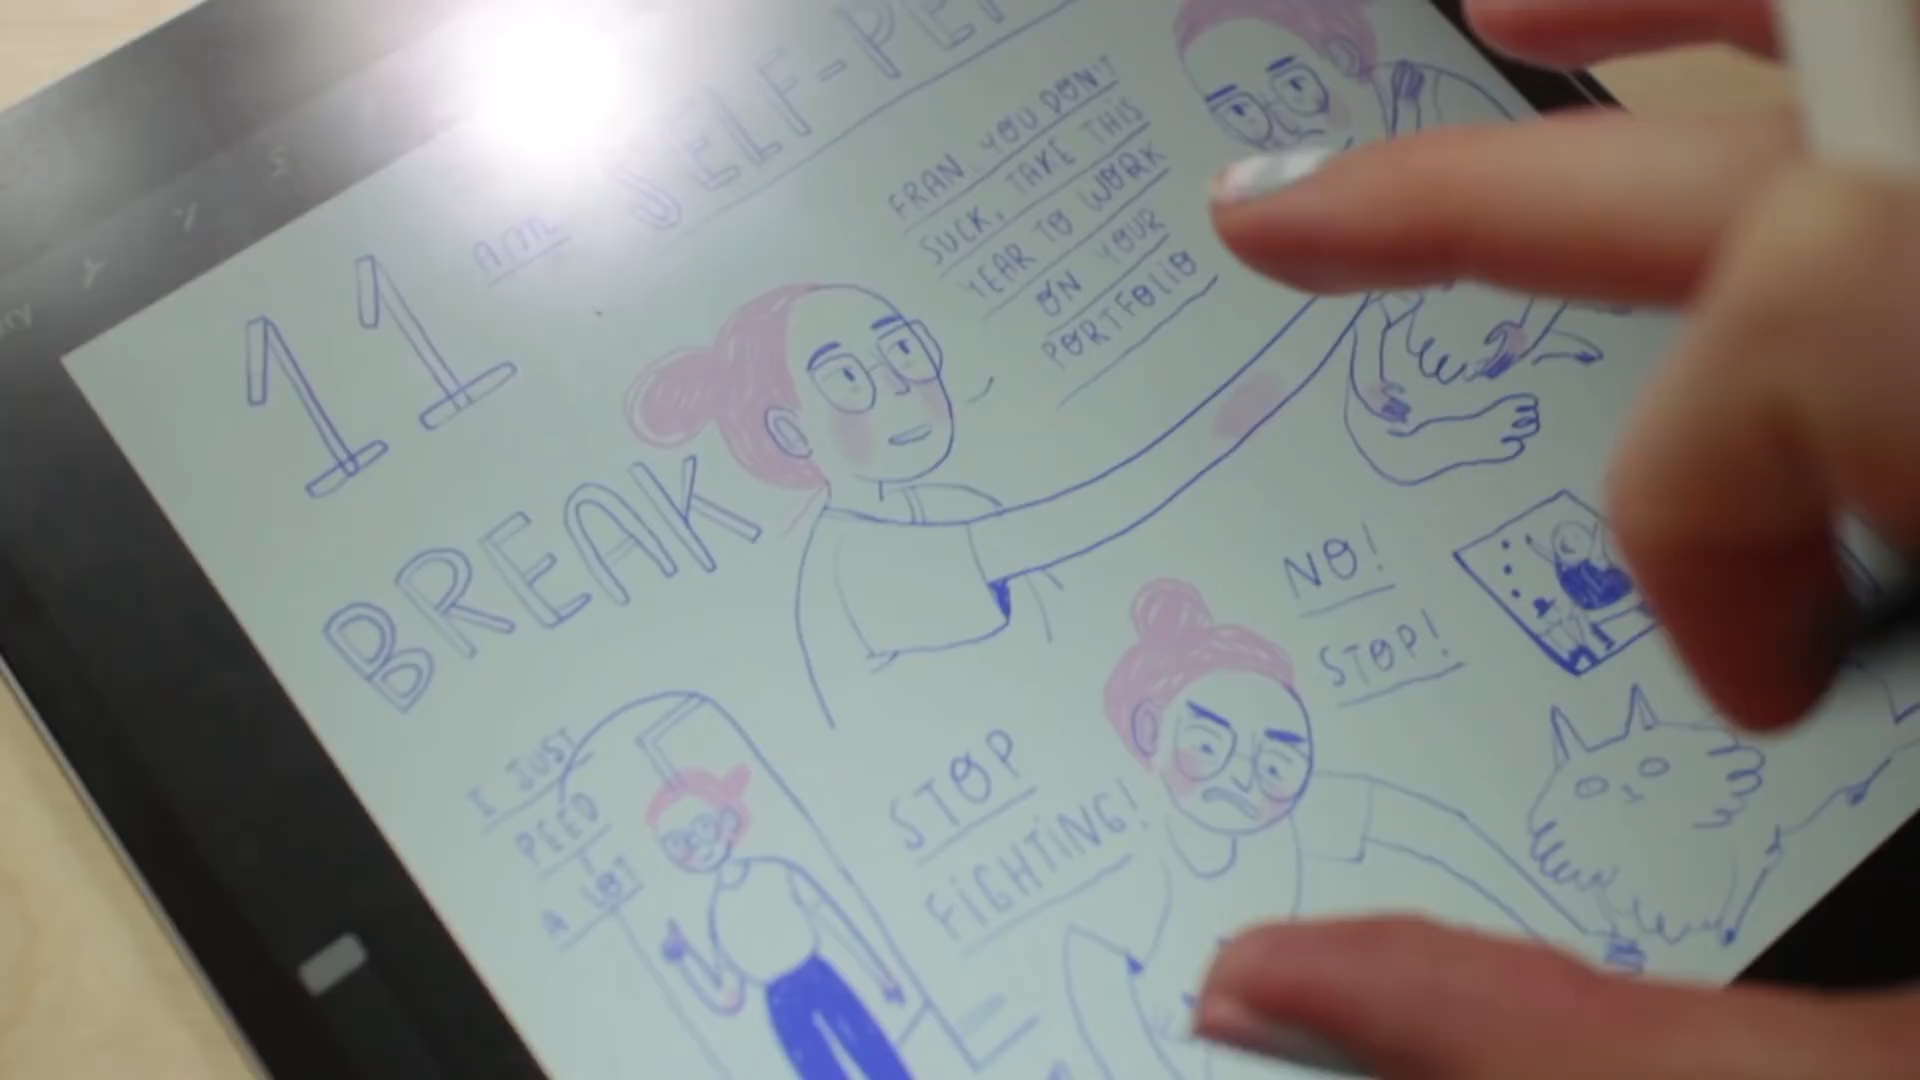 11 AM
SELF-PE
FRAN, YOU DON'T
SUCK, TAKE THIS
YEAR TO WORK
ON YOUR
PORTFOLIO
BREAK
NO!
STOP!
I JUST
PEED
A LOT
STOP
FIGHTING!